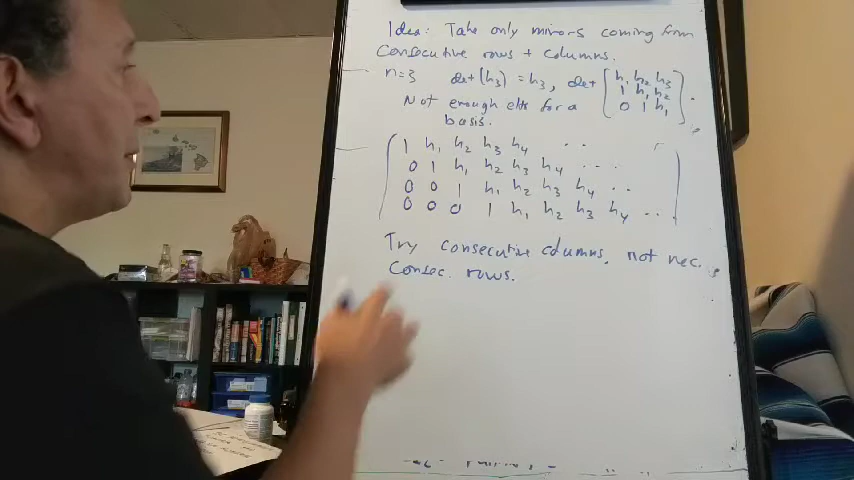 Idea: Take only minors coming from
Consecutive rows + columns.
n=3 det(h₃) = h₃, det ( h₁ h₂ h₃
1 h₁ h₂
0 1 h₁ ) .
Not enough elts for a
basis.
( 1 h₁ h₂ h₃ h₄ . . .
0 1 h₁ h₂ h₃ h₄ . . .
0 0 1 h₁ h₂ h₃ h₄ . .
0 0 0 1 h₁ h₂ h₃ h₄ . . )
Try consecutive columns, not nec.
Consec. rows.